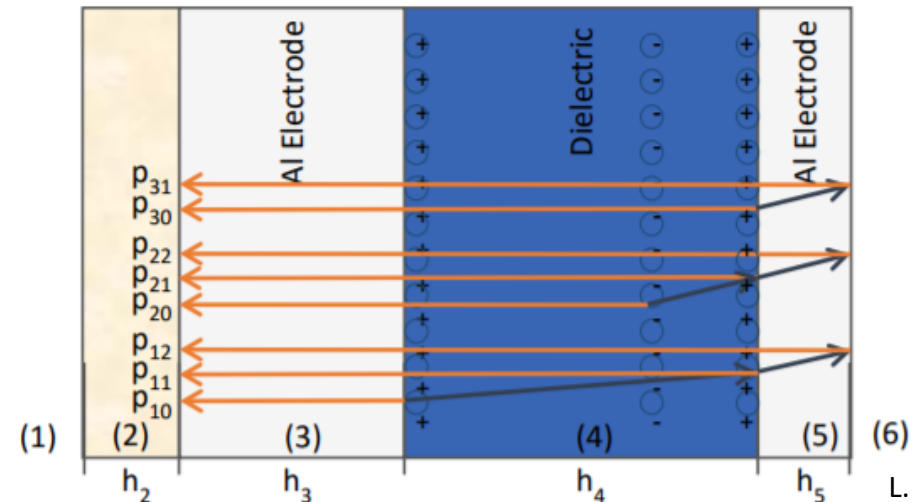 Al Electrode
Dielectric
Al Electrode
+ - +
+ - +
+ - +
+ - +
+ - +
+ - +
+ - +
+ - +
+ - +
+ - +
+ - +
+ - +
p31
p30
p22
p21
p20
p12
p11
p10
(1) (2) (3) (4) (5) (6)
h2 h3 h4 h5 L.